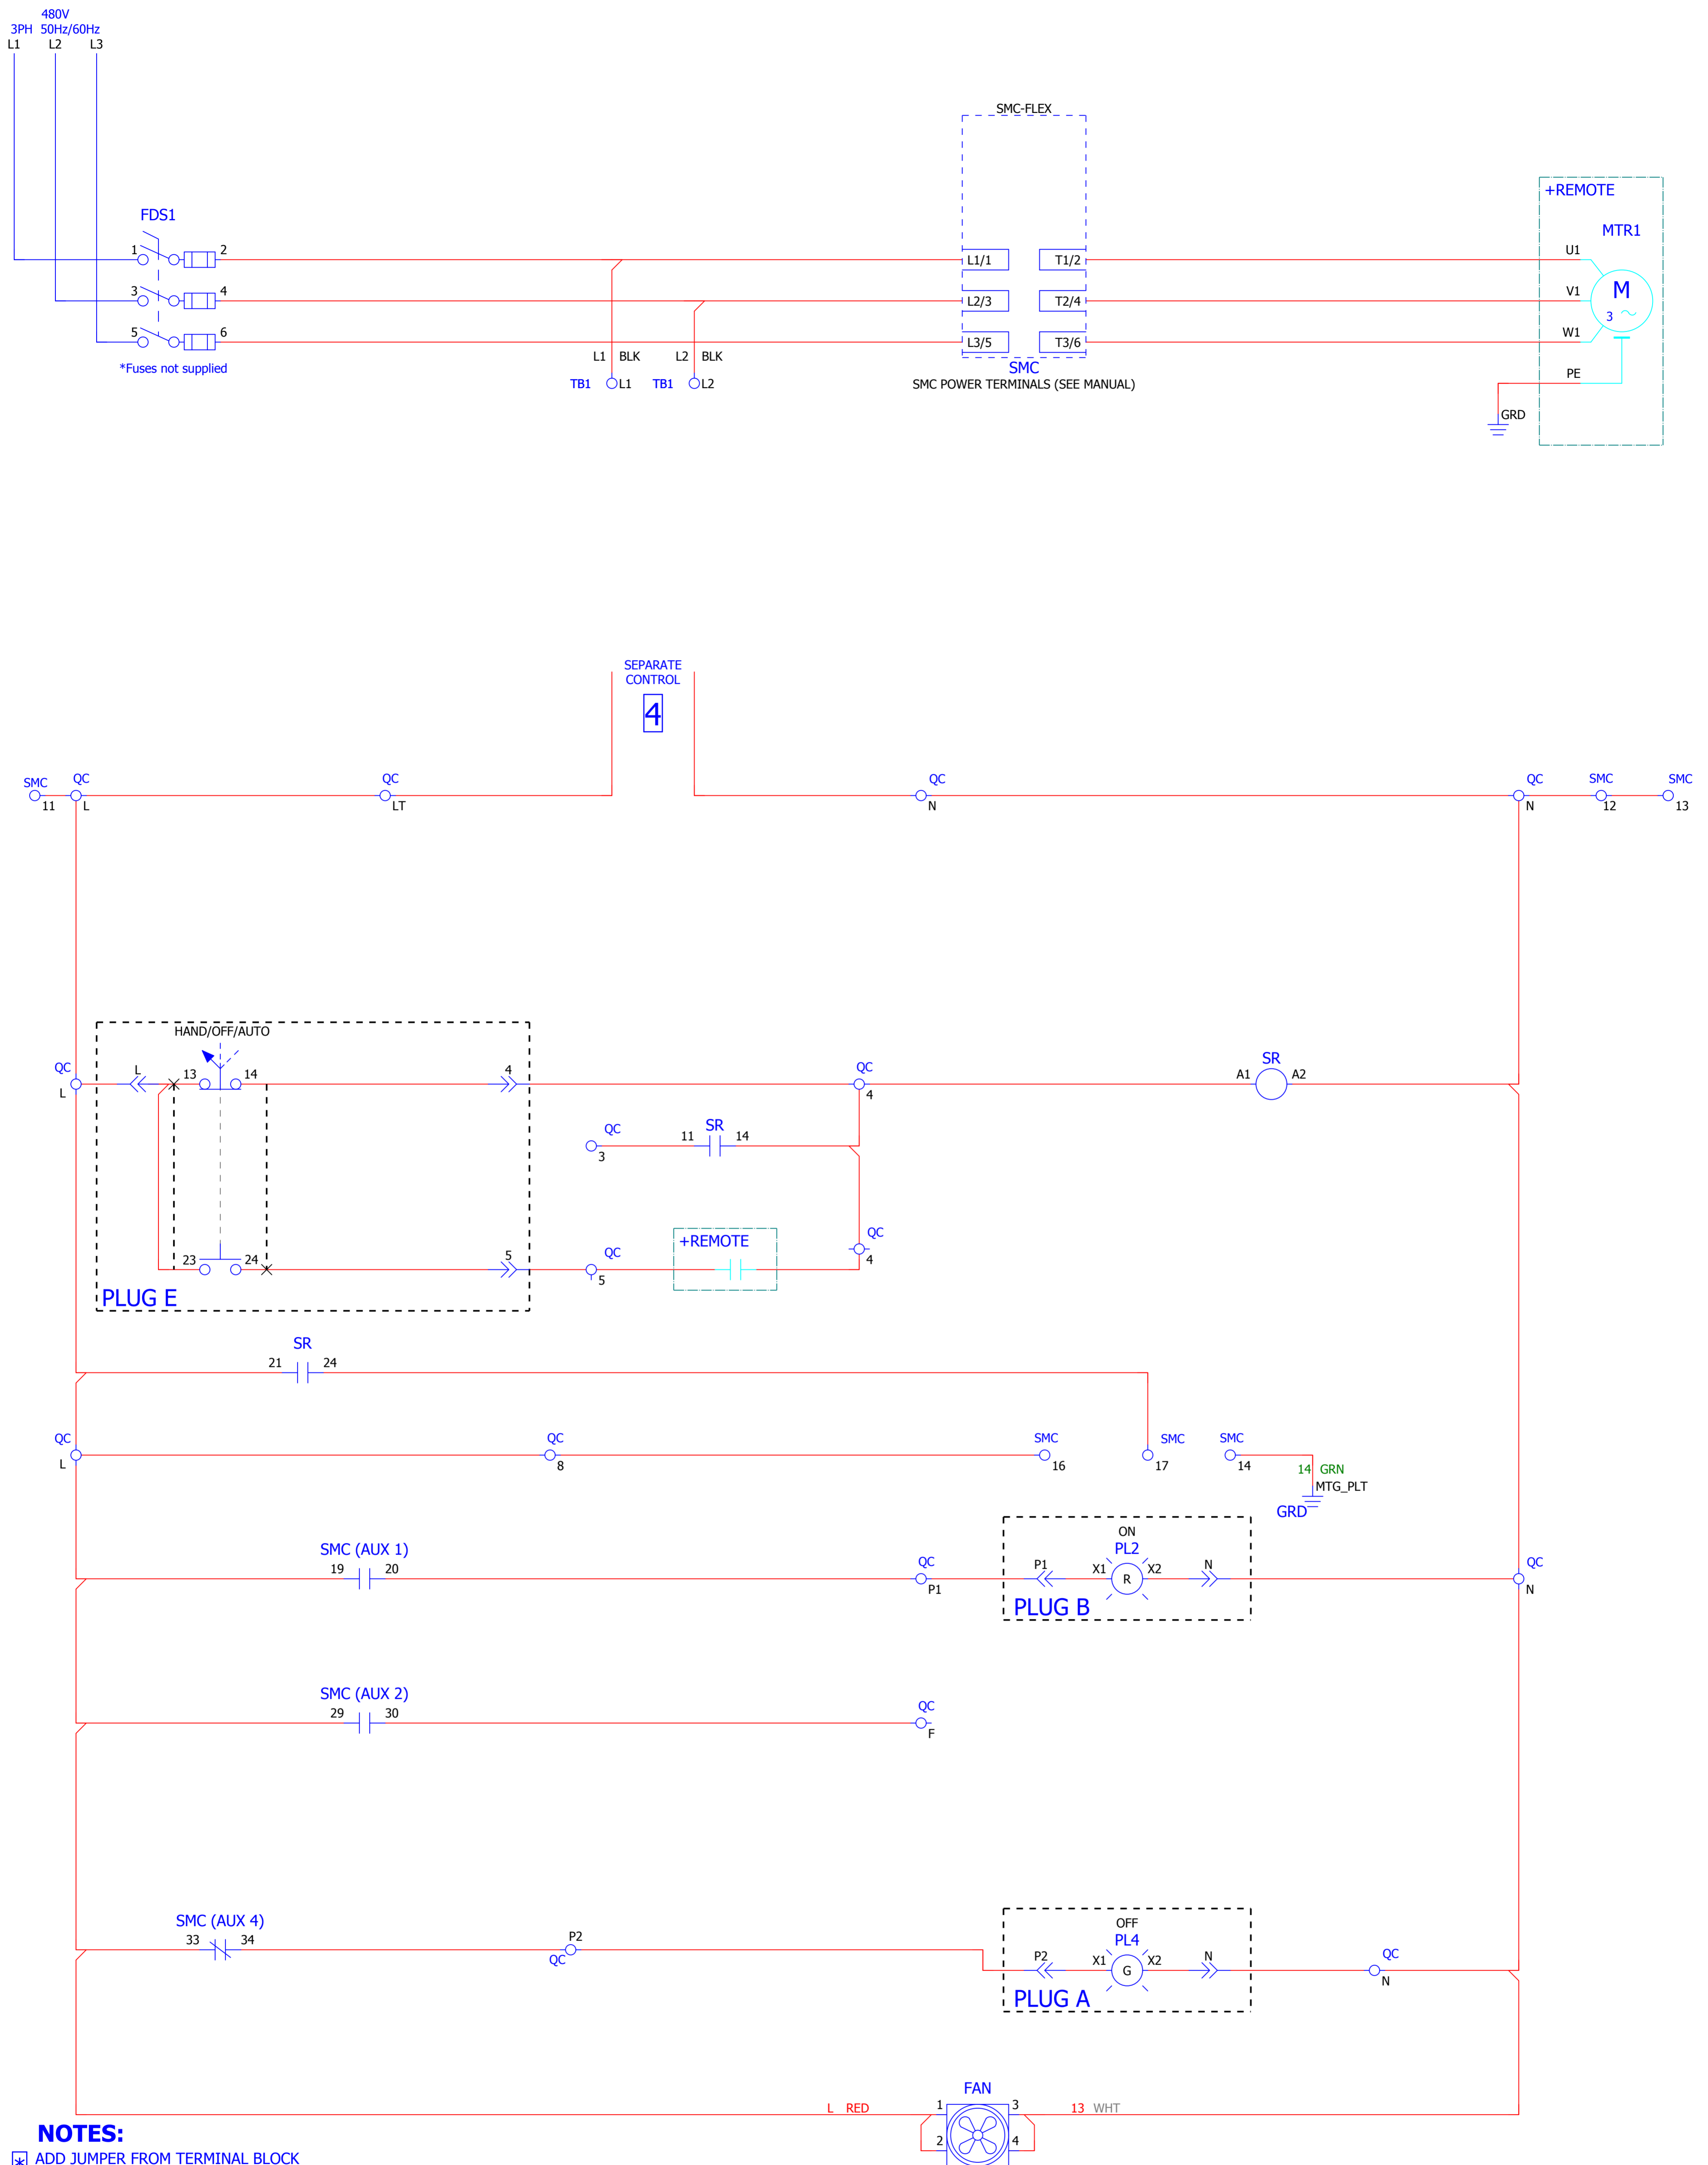 480V
3PH 50Hz/60Hz
L1 L2 L3
SMC-FLEX
+REMOTE
FDS1
MTR1
1 2
L1/1 T1/2
U1
3 4
L2/3 T2/4
V1
M
3
5 6
L3/5 T3/6
W1
*Fuses not supplied
L1 BLK L2 BLK
SMC
TB1 L1 TB1 L2
SMC POWER TERMINALS (SEE MANUAL)
PE
GRD
SEPARATE
CONTROL
4
SMC QC QC QC QC SMC SMC
11 L LT N N 12 13
HAND/OFF/AUTO
QC L 13 14 4 QC SR
A1 A2
L 4
QC 11 SR 14
3
23 24 5 QC +REMOTE QC
5 4
PLUG E
SR
21 24
QC QC SMC SMC SMC
L 8 16 17 14
14 GRN
MTG_PLT
GRD
SMC (AUX 1)
ON
PL2
19 20 QC P1 X1 R X2 N QC
P1 N
PLUG B
SMC (AUX 2)
29 30 QC
F
SMC (AUX 4)
OFF
33 34 P2
QC
PL4
P2 X1 G X2 N QC
N
PLUG A
FAN
L RED 1 3 13 WHT
2 4
NOTES:
* ADD JUMPER FROM TERMINAL BLOCK